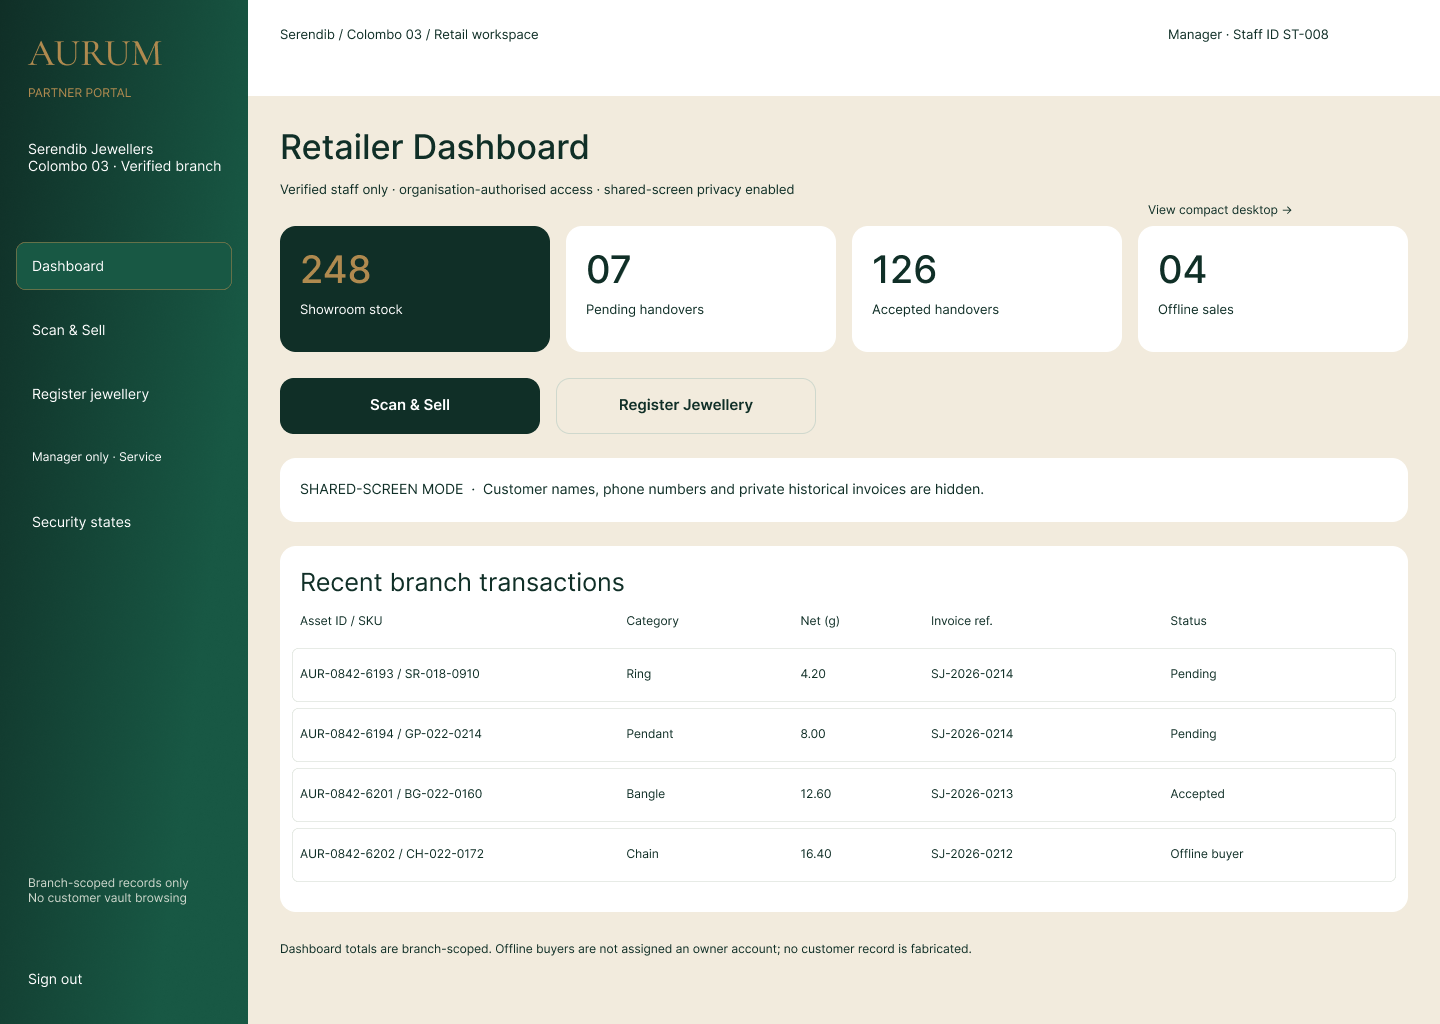 AURUM
PARTNER PORTAL
Serendib Jewellers
Colombo 03 · Verified branch
Dashboard
Scan & Sell
Register jewellery
Manager only · Service
Security states
Branch-scoped records only
No customer vault browsing
Sign out
Serendib / Colombo 03 / Retail workspace
Manager · Staff ID ST-008
Retailer Dashboard
Verified staff only · organisation-authorised access · shared-screen privacy enabled
View compact desktop →
248
Showroom stock
07
Pending handovers
126
Accepted handovers
04
Offline sales
Scan & Sell
Register Jewellery
SHARED-SCREEN MODE · Customer names, phone numbers and private historical invoices are hidden.
Recent branch transactions
Asset ID / SKU Category Net (g) Invoice ref. Status
AUR-0842-6193 / SR-018-0910 Ring 4.20 SJ-2026-0214 Pending
AUR-0842-6194 / GP-022-0214 Pendant 8.00 SJ-2026-0214 Pending
AUR-0842-6201 / BG-022-0160 Bangle 12.60 SJ-2026-0213 Accepted
AUR-0842-6202 / CH-022-0172 Chain 16.40 SJ-2026-0212 Offline buyer
Dashboard totals are branch-scoped. Offline buyers are not assigned an owner account; no customer record is fabricated.